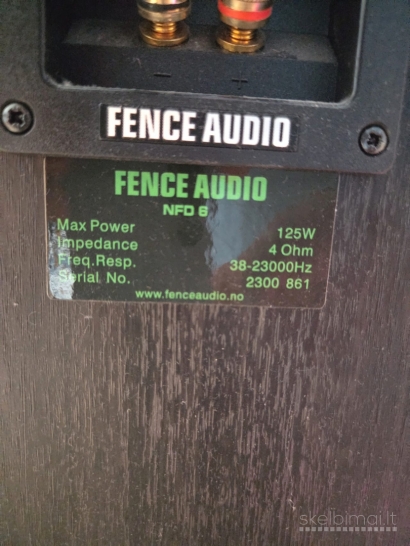 - +
FENCE AUDIO
FENCE AUDIO
NFD 6
Max Power 125W
Impedance 4 Ohm
Freq.Resp. 38-23000Hz
Serial No. 2300 861
www.fenceaudio.no
skelbimai.lt